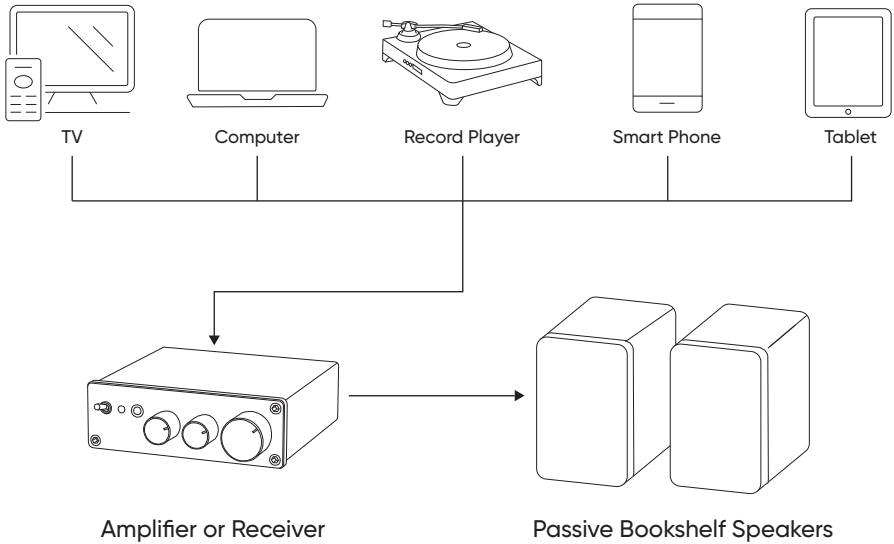 TV
Computer
Record Player
Smart Phone
Tablet
Amplifier or Receiver
Passive Bookshelf Speakers